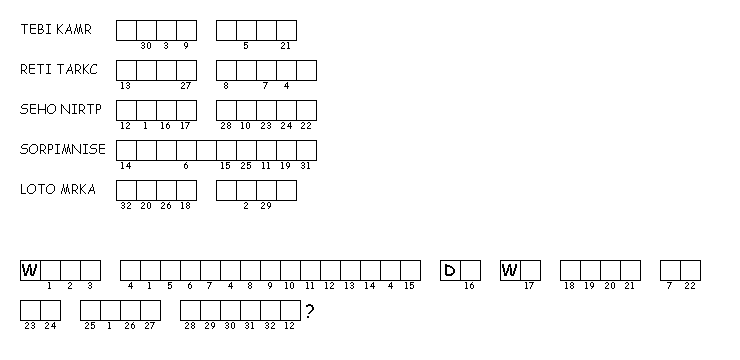 TEBI KAMR
30 3 9 5 21
RETI TARKC
13 27 8 7 4
SEHO NIRTP
12 1 16 17 28 10 23 24 22
SORPIMNISE
14 6 15 25 11 19 31
LOTO MRKA
32 20 26 18 2 29
W D W
1 2 3 4 1 5 6 7 4 8 9 10 11 12 13 14 4 15 16 17 18 19 20 21 7 22
?
23 24 25 1 26 27 28 29 30 31 32 12